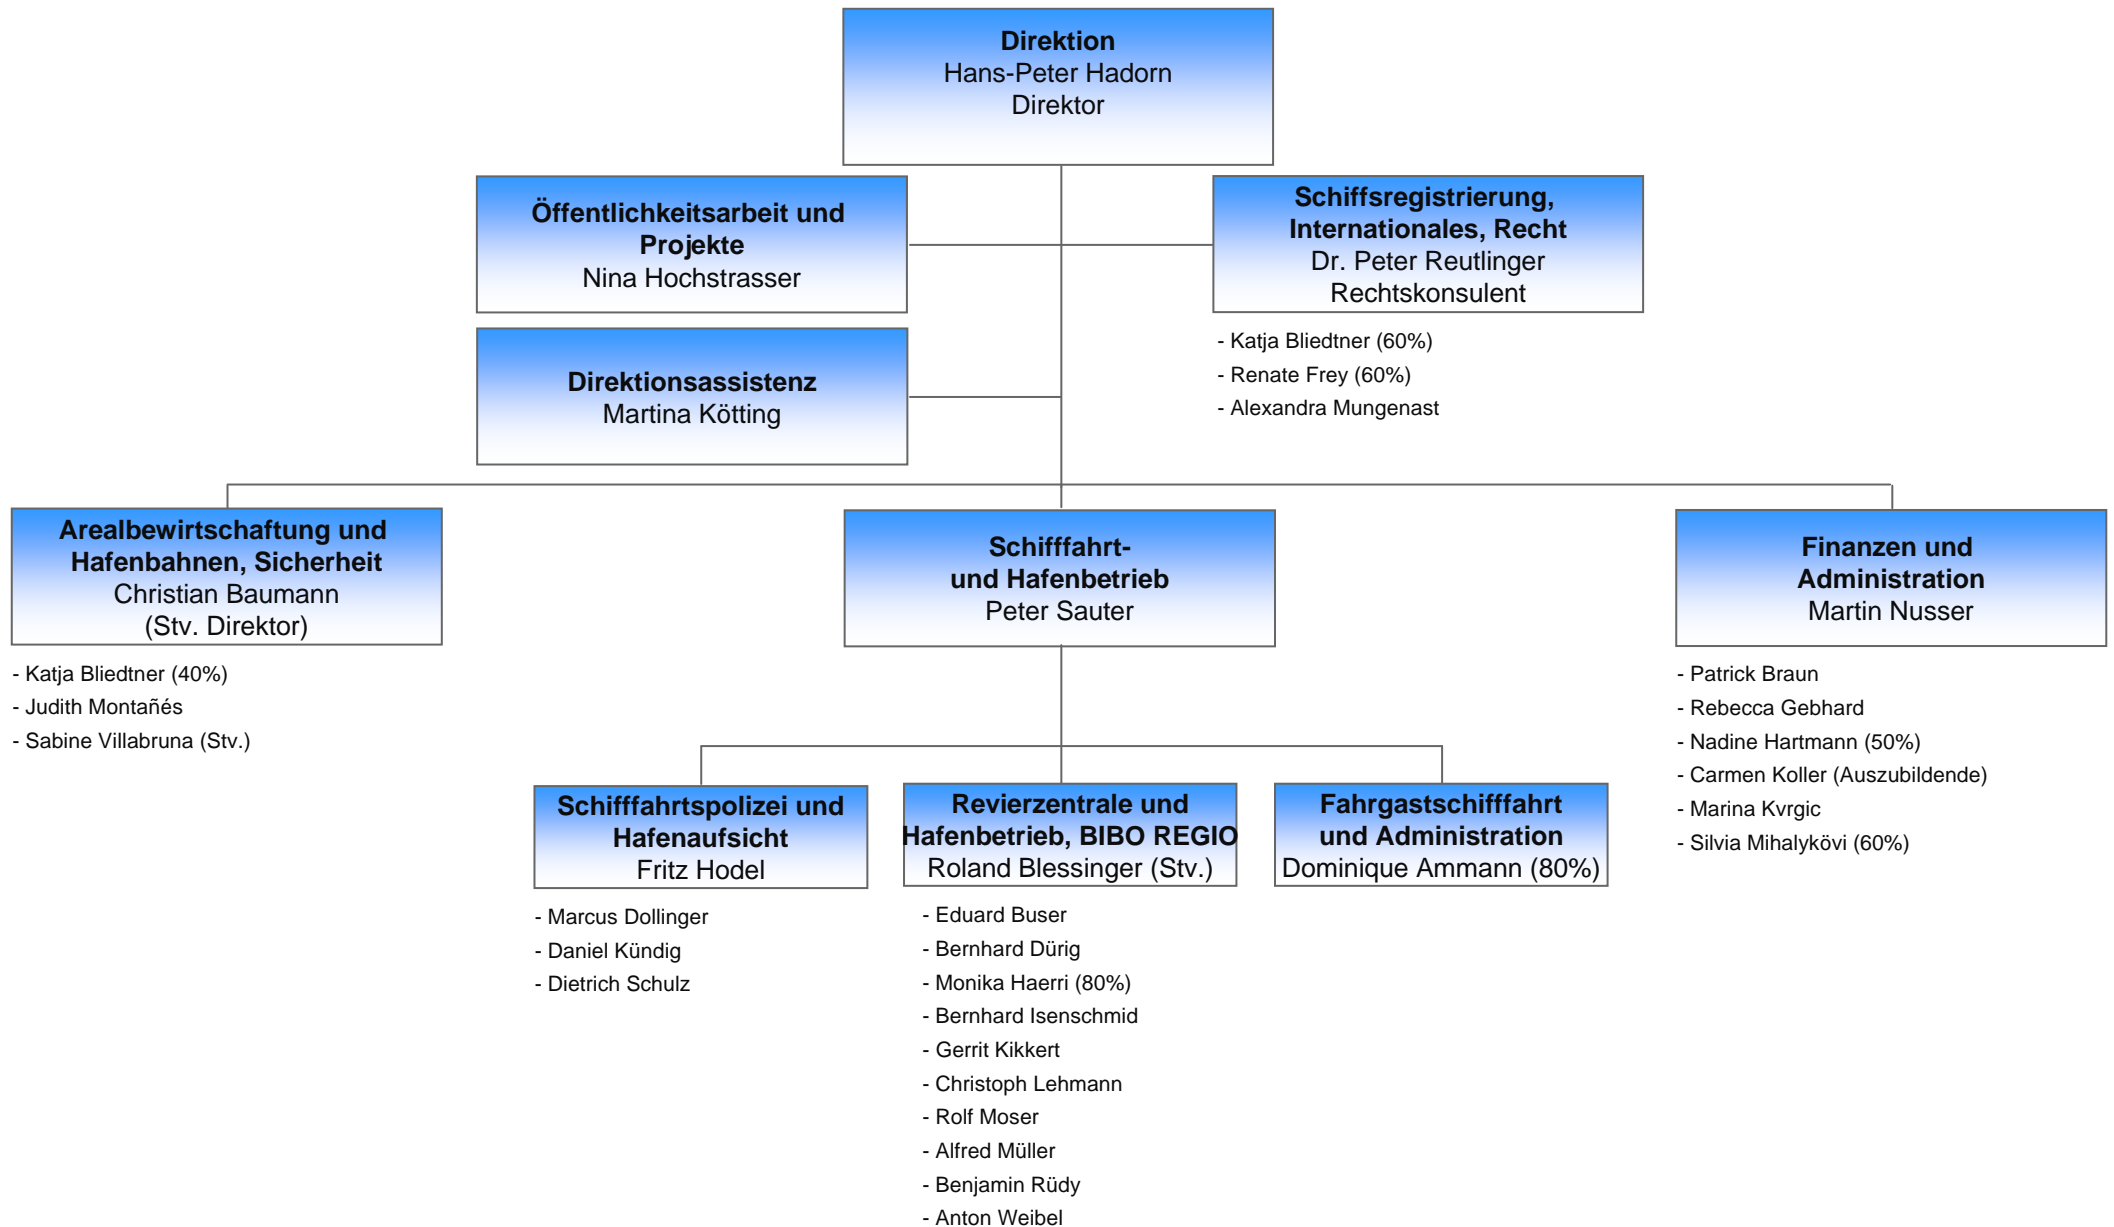 Direktion
Hans-Peter Hadorn
Direktor
Öffentlichkeitsarbeit und
Projekte
Nina Hochstrasser
Schiffsregistrierung,
Internationales, Recht
Dr. Peter Reutlinger
Rechtskonsulent
- Katja Bliedtner (60%)
- Renate Frey (60%)
- Alexandra Mungenast
Direktionsassistenz
Martina Kötting
Arealbewirtschaftung und
Hafenbahnen, Sicherheit
Christian Baumann
(Stv. Direktor)
- Katja Bliedtner (40%)
- Judith Montañés
- Sabine Villabruna (Stv.)
Schifffahrt-
und Hafenbetrieb
Peter Sauter
Finanzen und
Administration
Martin Nusser
- Patrick Braun
- Rebecca Gebhard
- Nadine Hartmann (50%)
- Carmen Koller (Auszubildende)
- Marina Kvrgic
- Silvia Mihalykövi (60%)
Schifffahrtspolizei und
Hafenaufsicht
Fritz Hodel
- Marcus Dollinger
- Daniel Kündig
- Dietrich Schulz
Revierzentrale und
Hafenbetrieb, BIBO REGIO
Roland Blessinger (Stv.)
- Eduard Buser
- Bernhard Dürig
- Monika Haerri (80%)
- Bernhard Isenschmid
- Gerrit Kikkert
- Christoph Lehmann
- Rolf Moser
- Alfred Müller
- Benjamin Rüdy
- Anton Weibel
Fahrgastschifffahrt
und Administration
Dominique Ammann (80%)